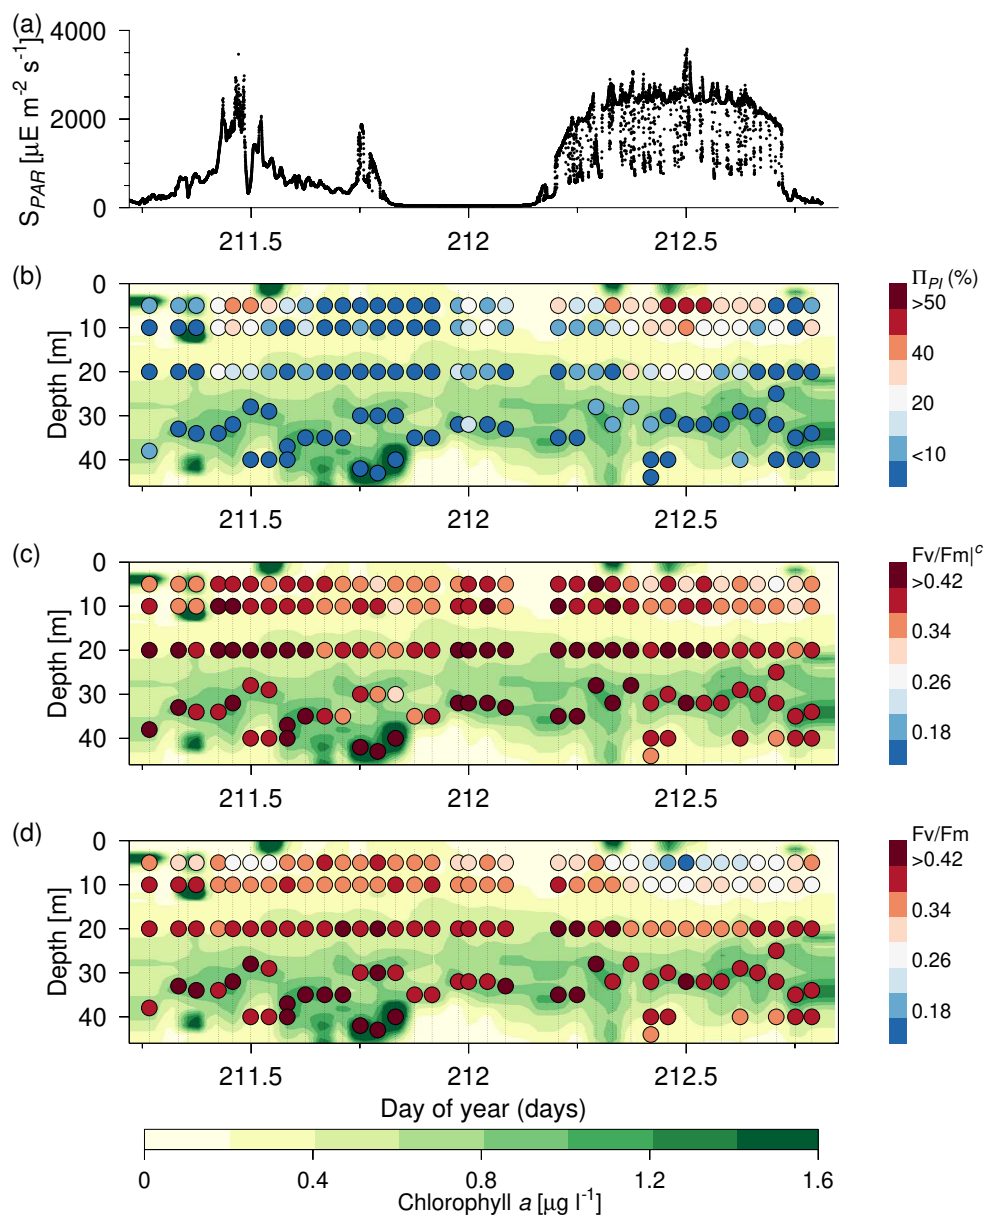 (a)
S_PAR [µE m⁻² s⁻¹]
4000
2000
0
211.5 212 212.5
(b)
Depth [m]
0
10
20
30
40
211.5 212 212.5
Π_PI (%)
>50
40
20
<10
(c)
Depth [m]
0
10
20
30
40
211.5 212 212.5
Fv/Fm|ᶜ
>0.42
0.34
0.26
0.18
(d)
Depth [m]
0
10
20
30
40
211.5 212 212.5
Fv/Fm
>0.42
0.34
0.26
0.18
Day of year (days)
0 0.4 0.8 1.2 1.6
Chlorophyll a [µg l⁻¹]